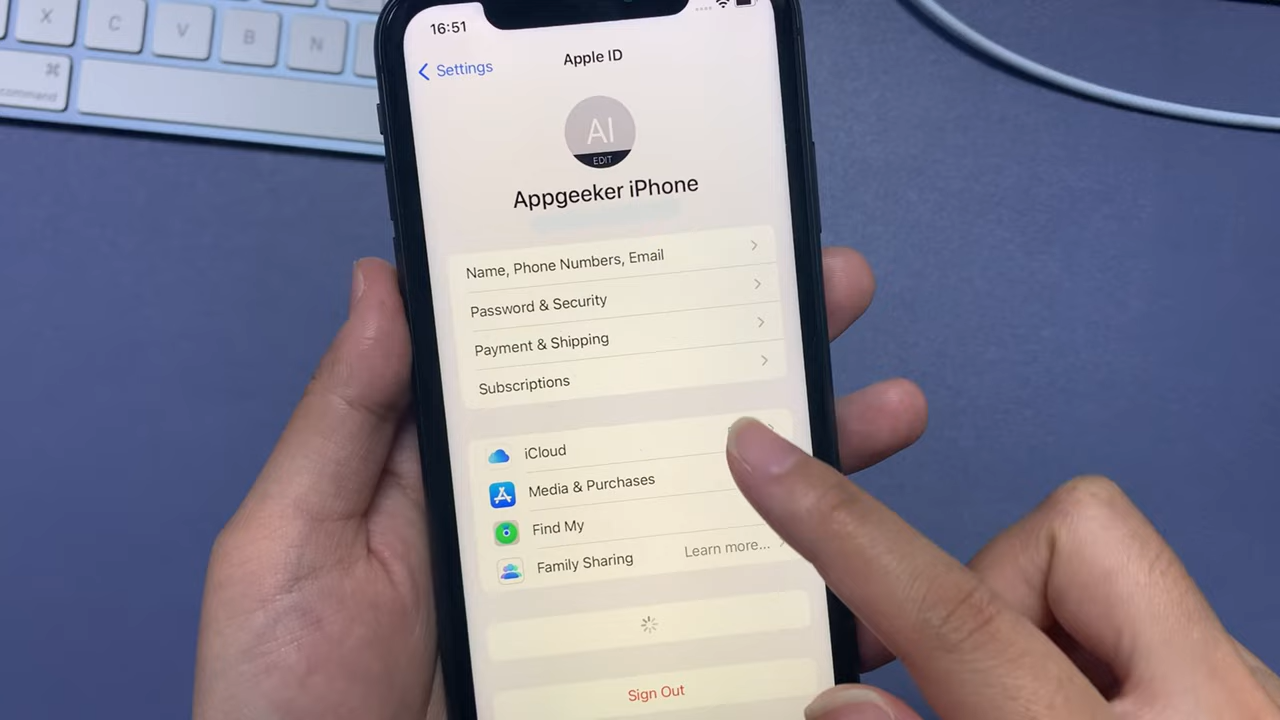 X
C
V
B
N
⌘
command
16:51
Settings
Apple ID
AI
EDIT
Appgeeker iPhone
Name, Phone Numbers, Email
Password & Security
Payment & Shipping
Subscriptions
iCloud
Media & Purchases
Find My
Family Sharing Learn more...
Sign Out